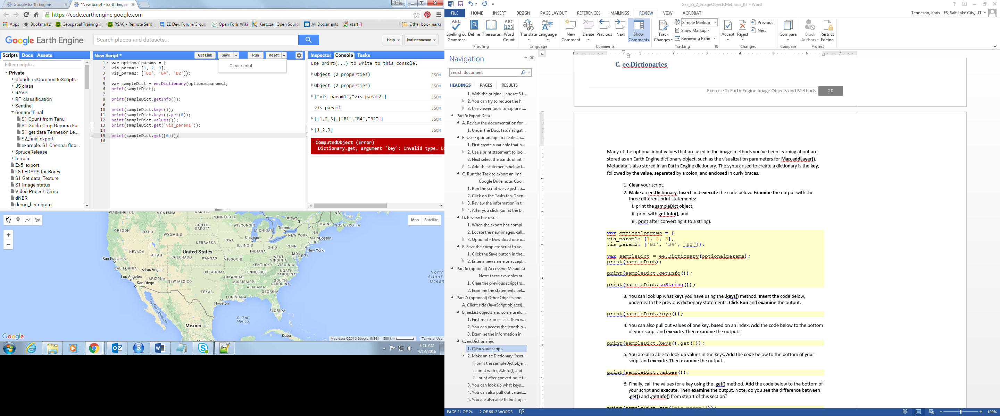 Google Earth Engine
*New Script - Earth Engin
Karis
https://code.earthengine.google.com
Apps
Bookmarks
Geospatial Training a
RSAC - Remote Sensi
EE Dev. Forum/Group
Open Foris Wiki
Kartoza | Open Source
All Documents
start []
Other bookmarks
Google Earth Engine
Search places and datasets...
Help
karistenneson
Scripts Docs Assets
Filter scripts...
Private
CloudFreeCompositeScripts
JS class
RAVG
RF_classification
Sentinel
SentinelFinal
S1 Count from Tanu
S1 Guido Crop Gamma Fu...
S1 get data Tenneson Le...
S2_final export
example. S1 Chennai floo...
SpruceRelease
terrain
Ex5_export
L8 LEDAPS for Borey
S1 Get data, Texture
S1 image status
Video Project Demo
dNBR
demo_histogram
New Script *
Get Link
Save
Run
Reset
Clear script
1 var optionalparams = {
2 vis_param1: [1, 2, 3],
3 vis_param2: ['B1', 'B4', 'B2']};
4
5 var sampleDict = ee.Dictionary(optionalparams);
6 print(sampleDict);
7
8 print(sampleDict.getInfo());
9
10 print(sampleDict.keys());
11 print(sampleDict.keys().get(0));
12 print(sampleDict.values());
13 print(sampleDict.get('vis_param1'));
14
15 print(sampleDict.get([0]));
16
Inspector Console Tasks
Use print(...) to write to this console.
Object (2 properties) JSON
Object (2 properties) JSON
["vis_param1","vis_param2"] JSON
vis_param1 JSON
[[1,2,3],["B1","B4","B2"]] JSON
[1,2,3] JSON
ComputedObject (Error)
Dictionary.get, argument 'key': Invalid type. Ex
Map
Satellite
+
−
WASHINGTON
MONTANA
DAKOTA
MINNESOTA
OREGON
IDAHO
WYOMING
SOUTH DAKOTA
WISCONSIN
MICHIGAN
Ottawa
Toronto
NB
PE
MAINE
NOVA SCOTIA
VT
NH
MA
Boston
CT
RI
NEW YORK
Chicago
IOWA
NEBRASKA
ILLINOIS
INDIANA
OHIO
PENN
New York
MD
DE
NJ
NEVADA
UTAH
COLORADO
United States
KANSAS
MISSOURI
WEST VIRGINIA
KENTUCKY
VIRGINIA
San Francisco
CALIFORNIA
Las Vegas
Los Angeles
San Diego
ARIZONA
NEW MEXICO
OKLAHOMA
ARKANSAS
TENNESSEE
NORTH CAROLINA
MISSISSIPPI
SOUTH CAROLINA
ALABAMA
GEORGIA
TEXAS
LOUISIANA
Houston
FLORIDA
Gulf of California
Gulf of Mexico
Mexico
Mexico City
Cuba
North Atlantic Ocean
Google
Map data ©2016 Google, INEGI
500 km
Terms of Use
7:41 AM
4/13/2016
GEE_Ex_2_ImageObjectsMethods_KT - Word
FILE HOME INSERT DESIGN PAGE LAYOUT REFERENCES MAILINGS REVIEW VIEW ACROBAT
Tenneson, Karis - FS, Salt Lake City, UT
Spelling & Grammar
Define
Thesaurus
Word Count
Proofing
Translate
Language
Language
New Comment
Delete
Previous
Next
Show Comments
Comments
Track Changes
Simple Markup
Show Markup
Reviewing Pane
Tracking
Accept
Reject
Previous
Next
Changes
Compare
Compare
Block Authors
Restrict Editing
Protect
Navigation
Search document
HEADINGS PAGES RESULTS
1. With the original Landsat 8 i...
2. You can try to reduce the h...
3. Use viewer tools to explore t...
Part 5: Export Data
A. Review the documentation for...
1. Under the Docs tab, navigat...
B. Use Export.image to create an...
1. First create a variable that h...
2. Use a print statement to loo...
3. Next select the bands of int...
4. Add the statements below t...
C. Run the Task to export an ima...
Google Drive note: Goo...
1. Run the script we've just co...
2. Click on the Tasks tab. Then...
3. Review the information in t...
4. After you click Run at the b...
D. Review the result
1. When the export has compl...
2. Locate the new images, call...
3. Optional – Download one o...
E. Save the complete script to yo...
1. Click the Save button in the...
2. Enter a new name or accept...
Part 6: (optional) Accessing Metadata
Note: these examples ar...
1. Clear the previous script fro...
2. Examine the statements bel...
Part 7: (optional) Other Objects and...
A. Client side (JavaScript objects)...
B. ee.List objects and some usefu...
1. First make an ee.List, then w...
2. You can access the length o...
3. Examine the information in...
C. ee.Dictionaries
1. Clear your script.
2. Make an ee.Dictionary. Inser...
i. print the sampleDict obje...
ii. print with get.Info(), and
iii. print after converting it t...
3. You can look up what keys...
4. You can also pull out values...
5. You are also able to look up...
C. ee.Dictionaries
Exercise 2: Earth Engine Image Objects and Methods 20
Many of the optional input values that are used in the image methods you've been learning about are
stored as an Earth Engine dictionary object, such as the visualization parameters for Map.addLayer().
Metadata is also stored in an Earth Engine dictionary. The syntax used to create a dictionary is the key,
followed by the value, separated by a colon, and enclosed in curly braces.
1. Clear your script.
2. Make an ee.Dictionary. Insert and execute the code below. Examine the output with the
three different print statements:
i. print the sampleDict object,
ii. print with get.Info(), and
iii. print after converting it to a string).
var optionalparams = {
vis_param1: [1, 2, 3],
vis_param2: ['B1', 'B4', 'B2']};
var sampleDict = ee.Dictionary(optionalparams);
print(sampleDict);
print(sampleDict.getInfo());
print(sampleDict.toString());
3. You can look up what keys you have using the .keys() method. Insert the code below,
underneath the previous dictionary statements. Click Run and examine the output.
print(sampleDict.keys());
4. You can also pull out values of one key, based on an index. Add the code below to the bottom
of your script and execute. Then examine the output.
print(sampleDict.keys().get(0));
5. You are also able to look up values in the keys. Add the code below to the bottom of your
script and execute. Then examine the output.
print(sampleDict.values());
6. Finally, call the values for a key using the .get() method. Add the code below to the bottom of
your script and execute. Then examine the output. Note, do you see the difference between
.get() and .getInfo() from step 1 of this section?
print(sampleDict.get('vis_param1'));
PAGE 21 OF 24
2 OF 6612 WORDS
100%